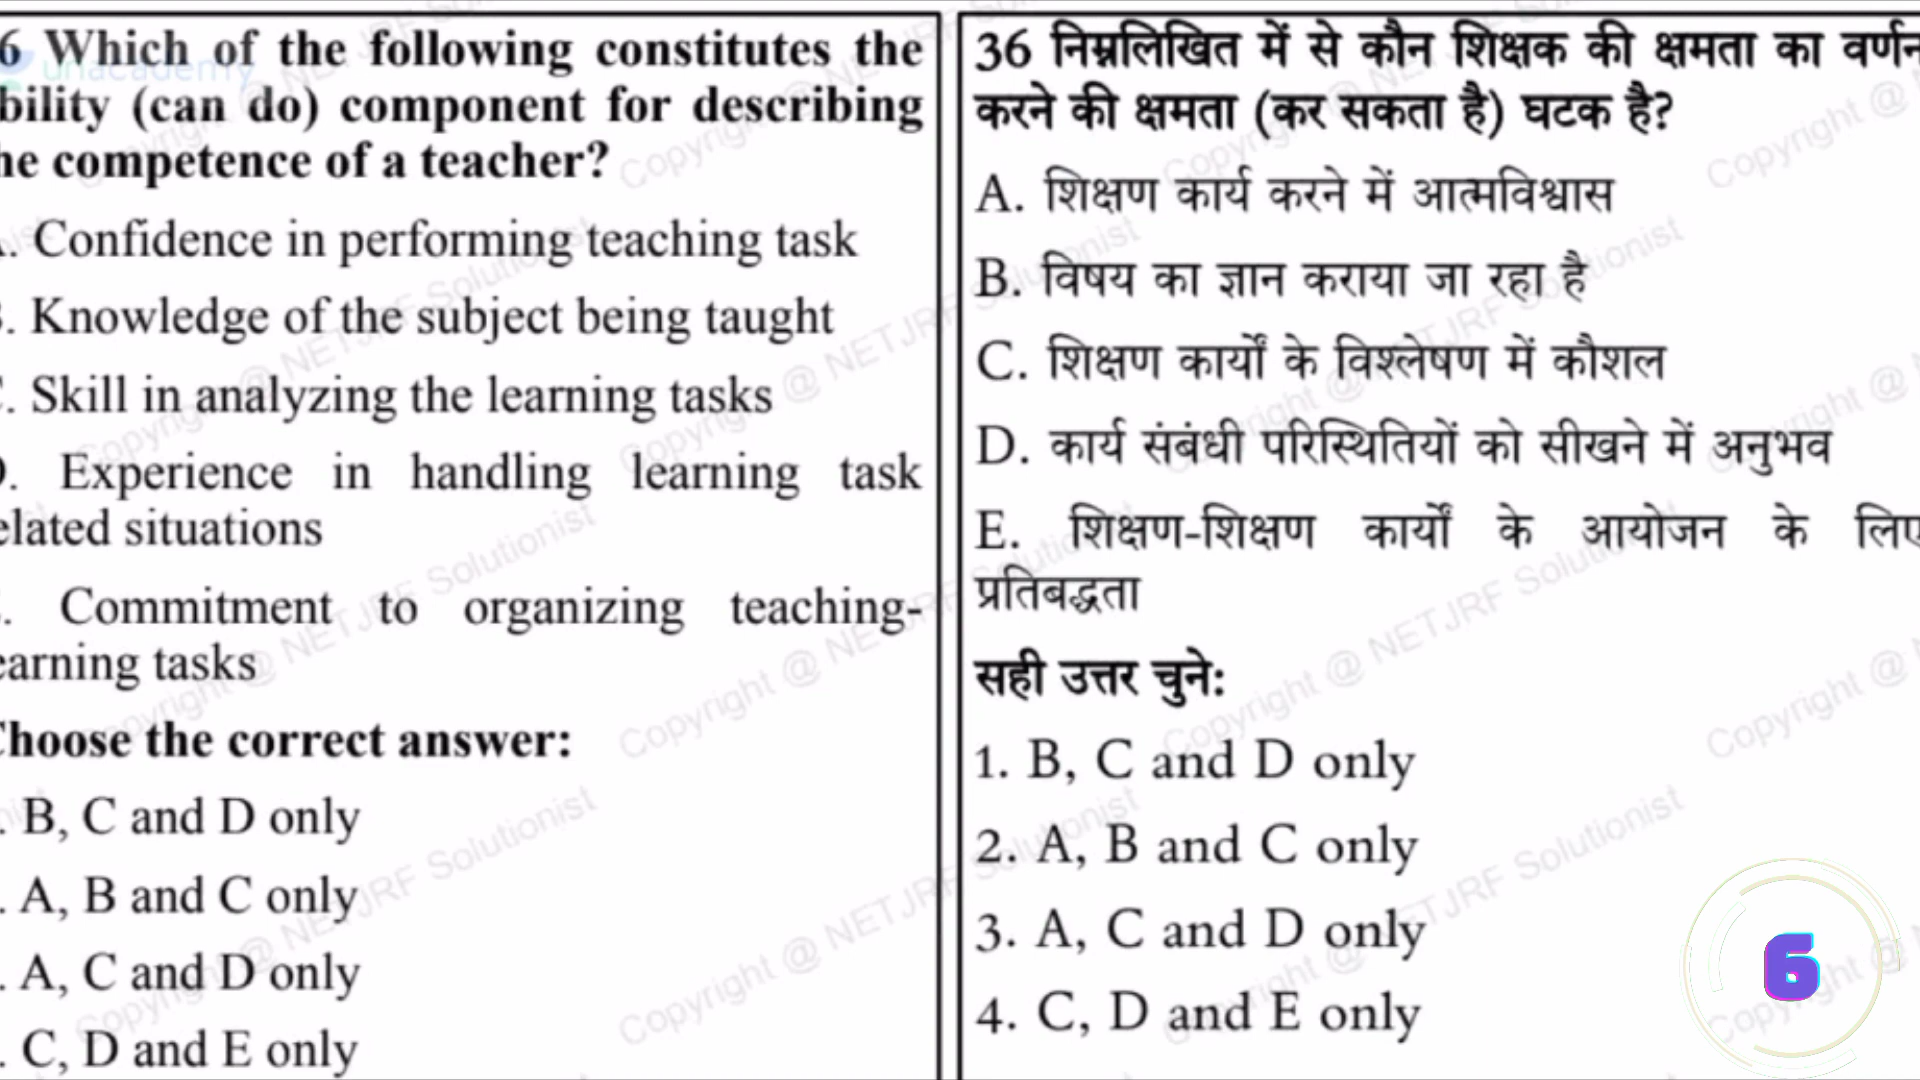 6 Which of the following constitutes the
bility (can do) component for describing
he competence of a teacher?
. Confidence in performing teaching task
. Knowledge of the subject being taught
. Skill in analyzing the learning tasks
. Experience in handling learning task
elated situations
. Commitment to organizing teaching-
earning tasks
Choose the correct answer:
. B, C and D only
. A, B and C only
. A, C and D only
. C, D and E only
36 निम्नलिखित में से कौन शिक्षक की क्षमता का वर्णन
करने की क्षमता (कर सकता है) घटक है?
A. शिक्षण कार्य करने में आत्मविश्वास
B. विषय का ज्ञान कराया जा रहा है
C. शिक्षण कार्यों के विश्लेषण में कौशल
D. कार्य संबंधी परिस्थितियों को सीखने में अनुभव
E. शिक्षण-शिक्षण कार्यों के आयोजन के लिए
प्रतिबद्धता
सही उत्तर चुने:
1. B, C and D only
2. A, B and C only
3. A, C and D only
4. C, D and E only
6
unacademy
Copyright @ NETJRF Solutionist